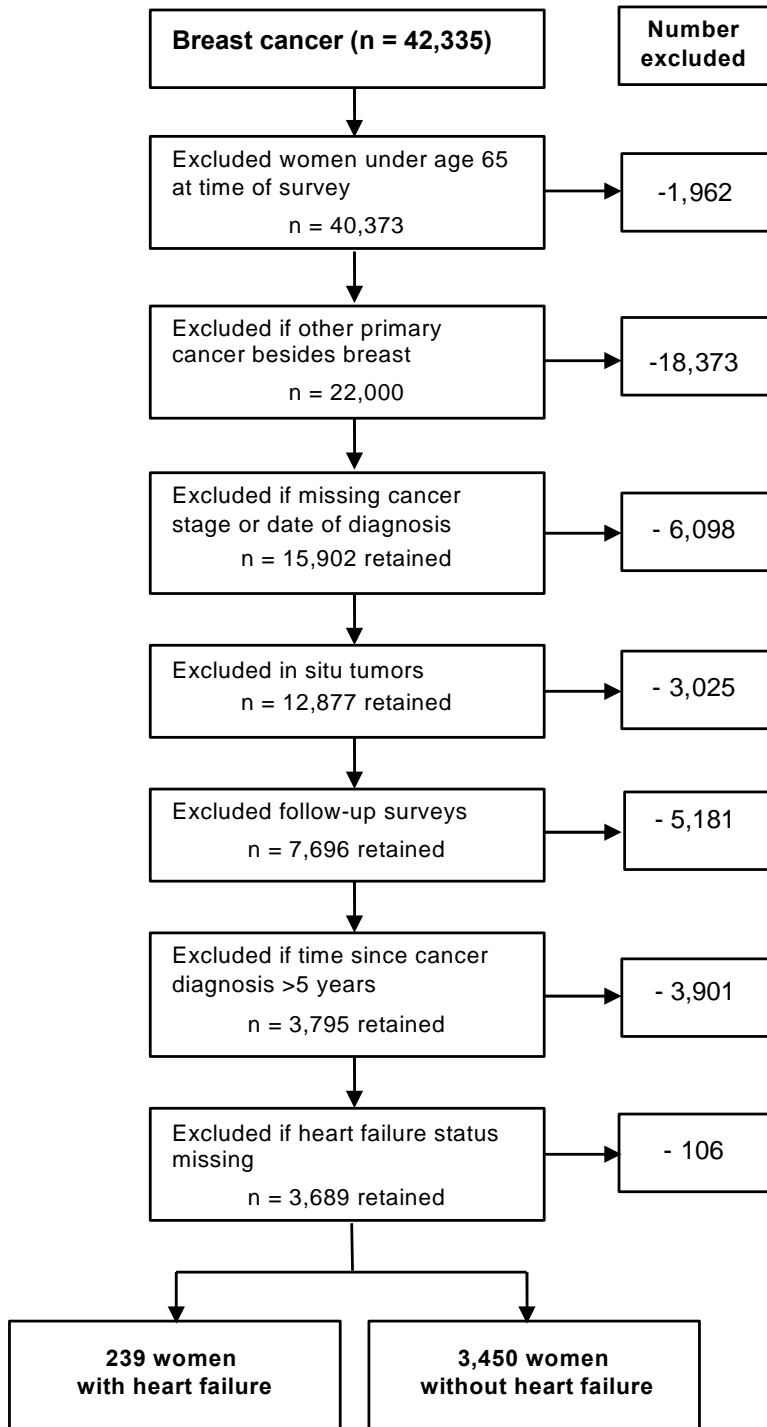 Breast cancer (n = 42,335)
Number
excluded
Excluded women under age 65
at time of survey
n = 40,373
-1,962
Excluded if other primary
cancer besides breast
n = 22,000
-18,373
Excluded if missing cancer
stage or date of diagnosis
n = 15,902 retained
- 6,098
Excluded in situ tumors
n = 12,877 retained
- 3,025
Excluded follow-up surveys
n = 7,696 retained
- 5,181
Excluded if time since cancer
diagnosis >5 years
n = 3,795 retained
- 3,901
Excluded if heart failure status
missing
n = 3,689 retained
- 106
239 women
with heart failure
3,450 women
without heart failure